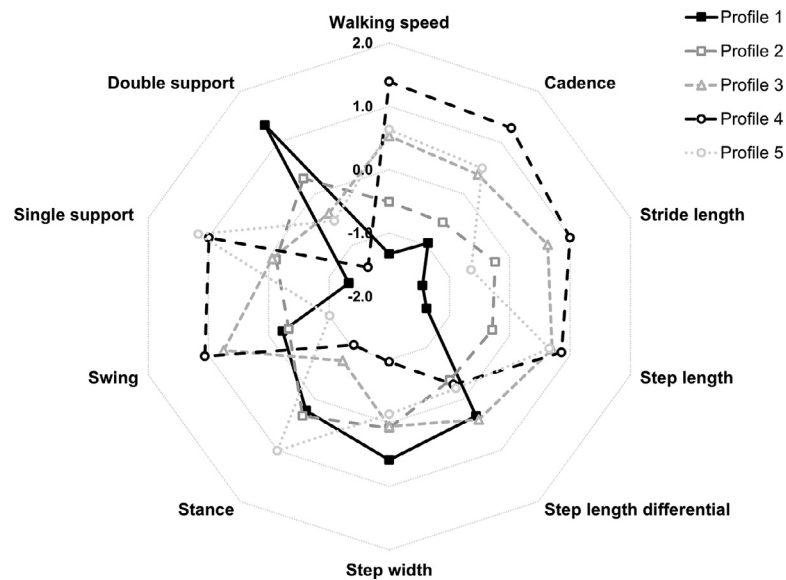 Walking speed
2.0
Profile 1
Profile 2
Profile 3
Profile 4
Profile 5
Double support
Cadence
1.0
0.0
Single support
Stride length
-1.0
-2.0
Swing
Step length
Stance
Step length differential
Step width